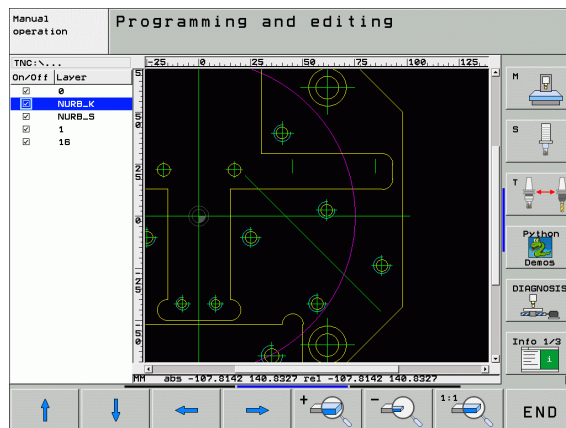 Manual operation
Programming and editing
TNC:\...
On/Off Layer
0
NURB_K
NURB_S
1
16
-25 0 25 50 75 100 125
MM abs -107.8142 140.8327 rel -107.8142 140.8327
M
S
T
Python Demos
DIAGNOSIS
Info 1/3
i
+
-
1:1
END